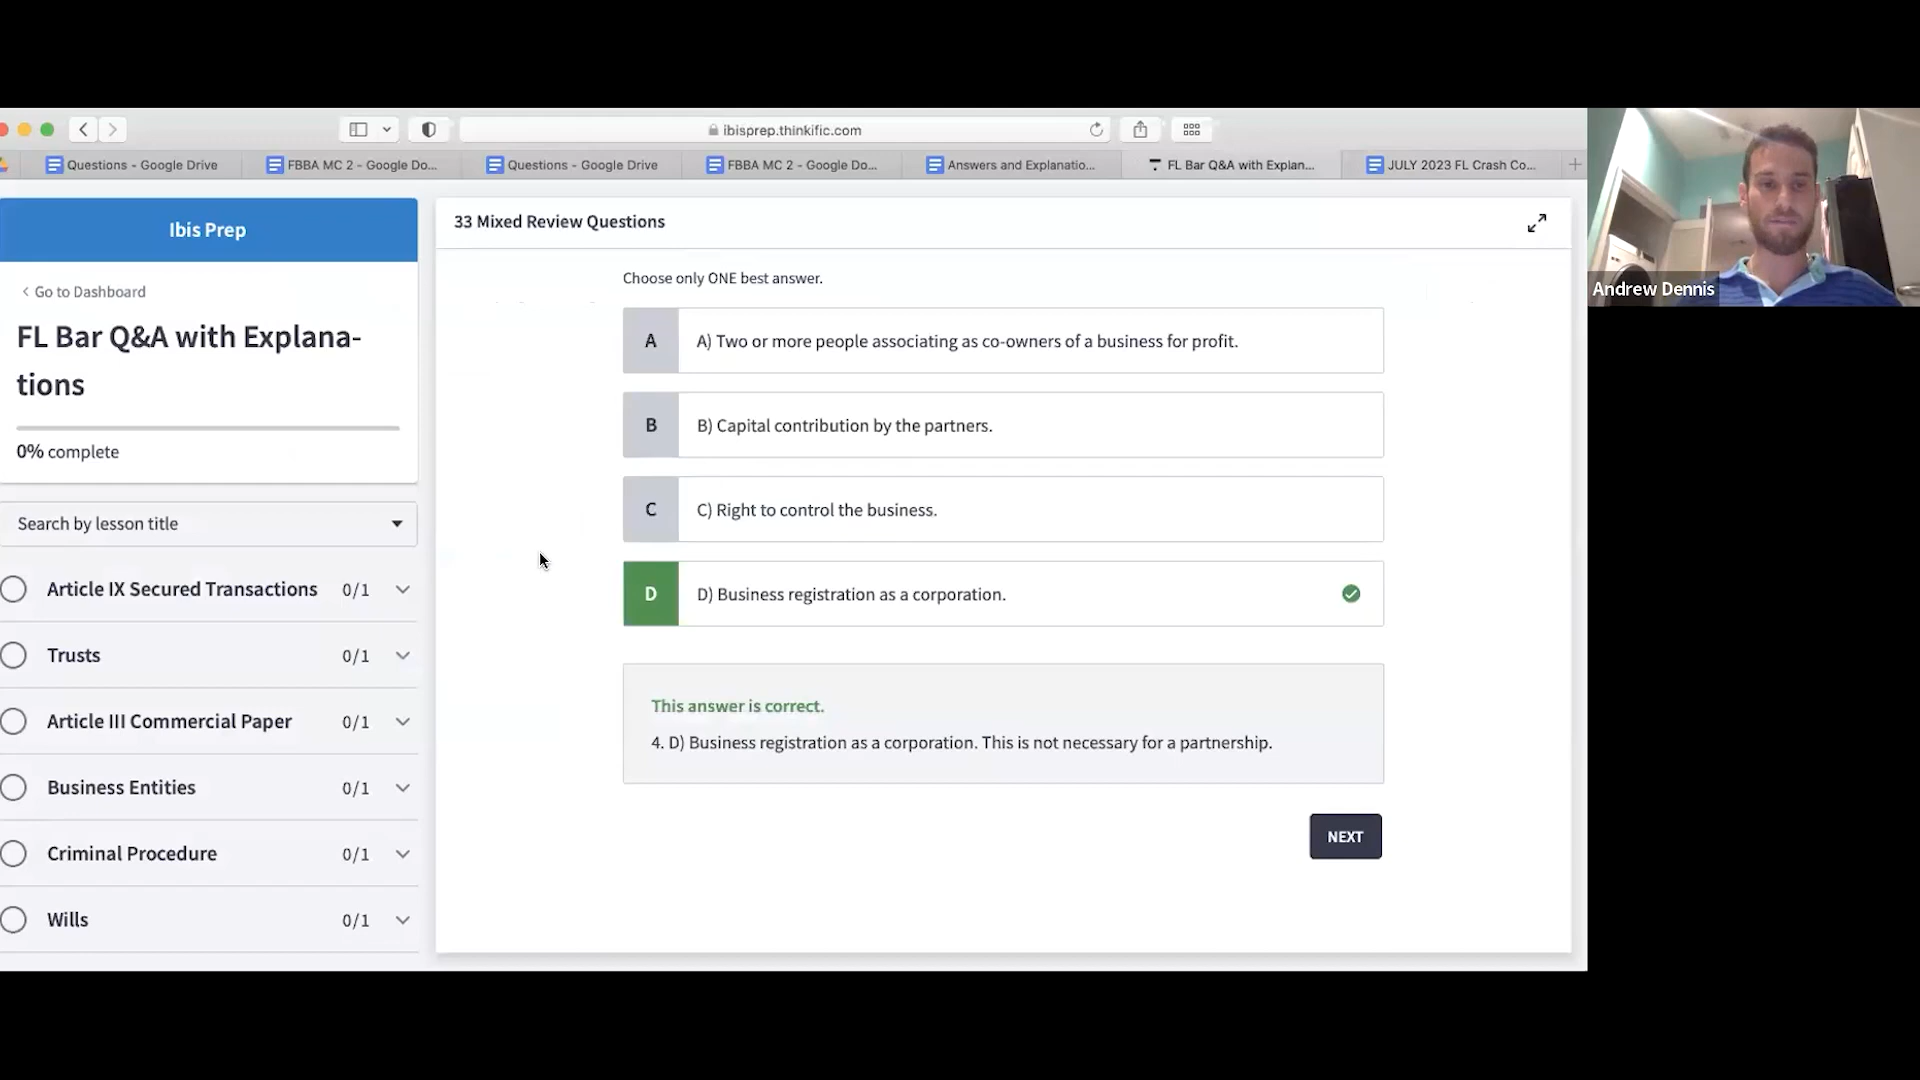 ibisprep.thinkific.com
Questions - Google Drive
FBBA MC 2 - Google Do...
Questions - Google Drive
FBBA MC 2 - Google Do...
Answers and Explanatio...
FL Bar Q&A with Explan...
JULY 2023 FL Crash Co...
Ibis Prep
Go to Dashboard
FL Bar Q&A with Explana-
tions
0% complete
Search by lesson title
Article IX Secured Transactions 0/1
Trusts 0/1
Article III Commercial Paper 0/1
Business Entities 0/1
Criminal Procedure 0/1
Wills 0/1
33 Mixed Review Questions
Choose only ONE best answer.
A A) Two or more people associating as co-owners of a business for profit.
B B) Capital contribution by the partners.
C C) Right to control the business.
D D) Business registration as a corporation.
This answer is correct.
4. D) Business registration as a corporation. This is not necessary for a partnership.
NEXT
Andrew Dennis